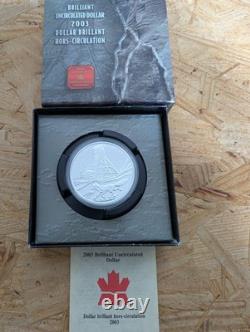 BRILLIANT
UNCIRCULATED DOLLAR
2003
DOLLAR BRILLANT
HORS-CIRCULATION
2003 Brilliant Uncirculated
Dollar
Dollar brillant hors-circulation
2003